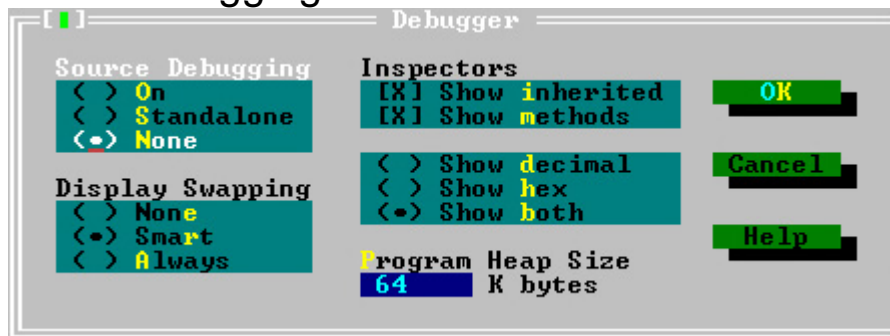 gging
[▮] Debugger
Source Debugging
( ) On
( ) Standalone
(•) None
Display Swapping
( ) None
(•) Smart
( ) Always
Inspectors
[X] Show inherited
[X] Show methods
( ) Show decimal
( ) Show hex
(•) Show both
Program Heap Size
64 K bytes
OK
Cancel
Help